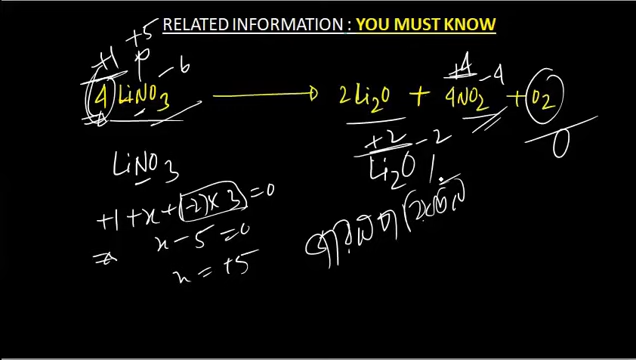 RELATED INFORMATION : YOU MUST KNOW
+1 +5 -6
4 LiNO3 → 2Li2O + 4NO2 + O2
+4 -4
+2 -2 0
LiNO3 Li2O
+1 + x + (-2) × 3 = 0
⇒ x - 5 = 0
x = +5